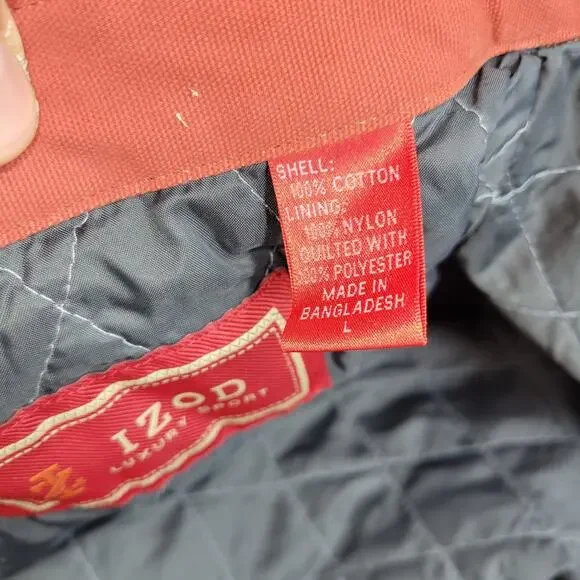 SHELL:
100% COTTON
LINING:
100% NYLON
QUILTED WITH
100% POLYESTER
MADE IN
BANGLADESH
L
IZOD
LUXURY SPORT